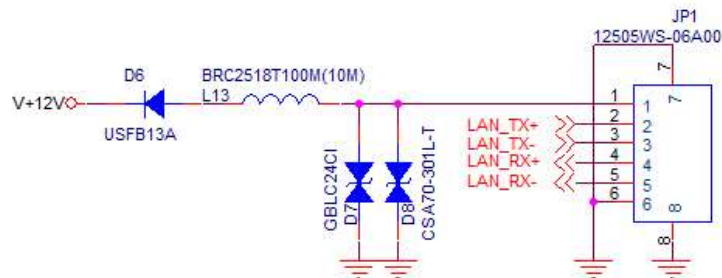 JP1
12505WS-06A00
D6
BRC2518T100M(10M)
V+12V
L13
USFB13A
7
1
1
7
LAN_TX+
2
2
LAN_TX-
3
3
LAN_RX+
4
4
LAN_RX-
5
5
6
6
GBLC24CI
D7
D8
CSA70-301L-T
8
8